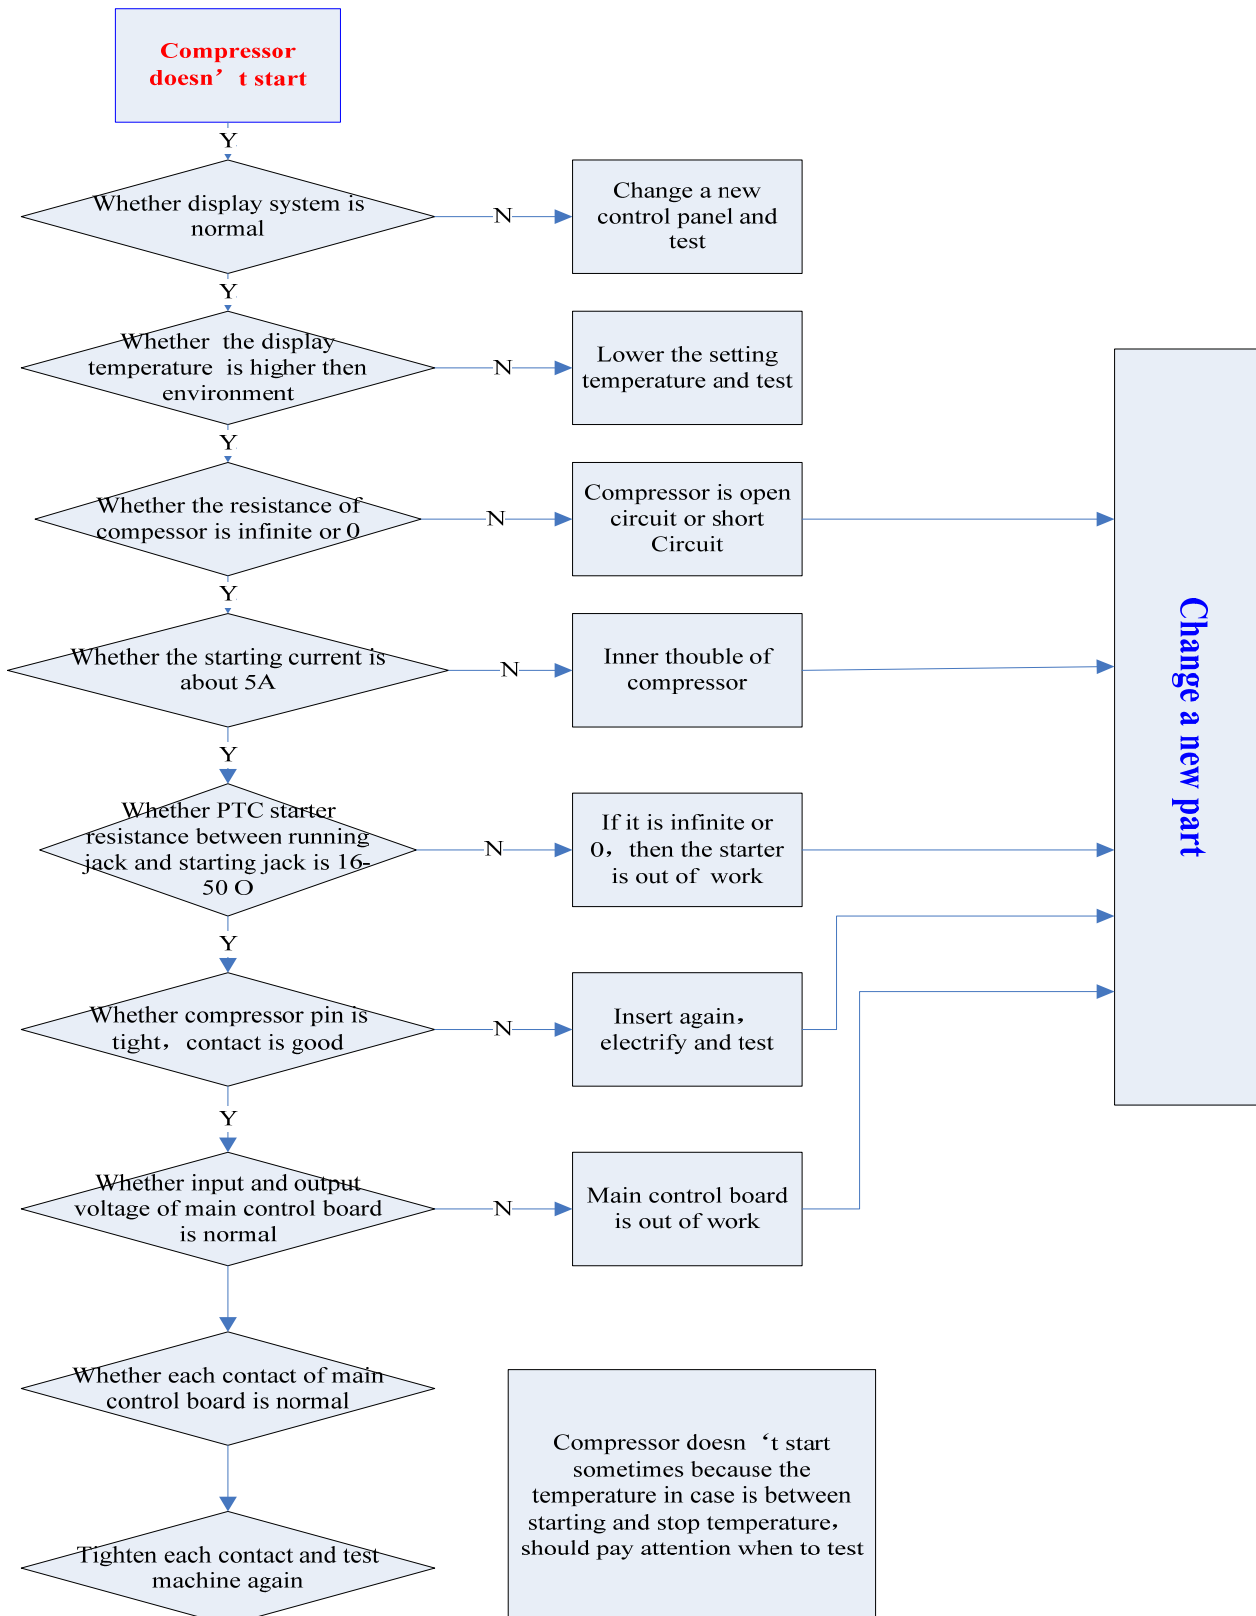 Compressor
doesn’ t start
Y
Whether display system is
normal
N
Change a new
control panel and
test
Y
Whether the display
temperature is higher then
environment
N
Lower the setting
temperature and test
Y
Whether the resistance of
compessor is infinite or 0
N
Compressor is open
circuit or short
Circuit
Y
Whether the starting current is
about 5A
N
Inner thouble of
compressor
Y
Whether PTC starter
resistance between running
jack and starting jack is 16-
50 O
N
If it is infinite or
0，then the starter
is out of work
Y
Whether compressor pin is
tight，contact is good
N
Insert again，
electrify and test
Y
Whether input and output
voltage of main control board
is normal
N
Main control board
is out of work
Change a new part
Whether each contact of main
control board is normal
Tighten each contact and test
machine again
Compressor doesn ‘t start
sometimes because the
temperature in case is between
starting and stop temperature，
should pay attention when to test